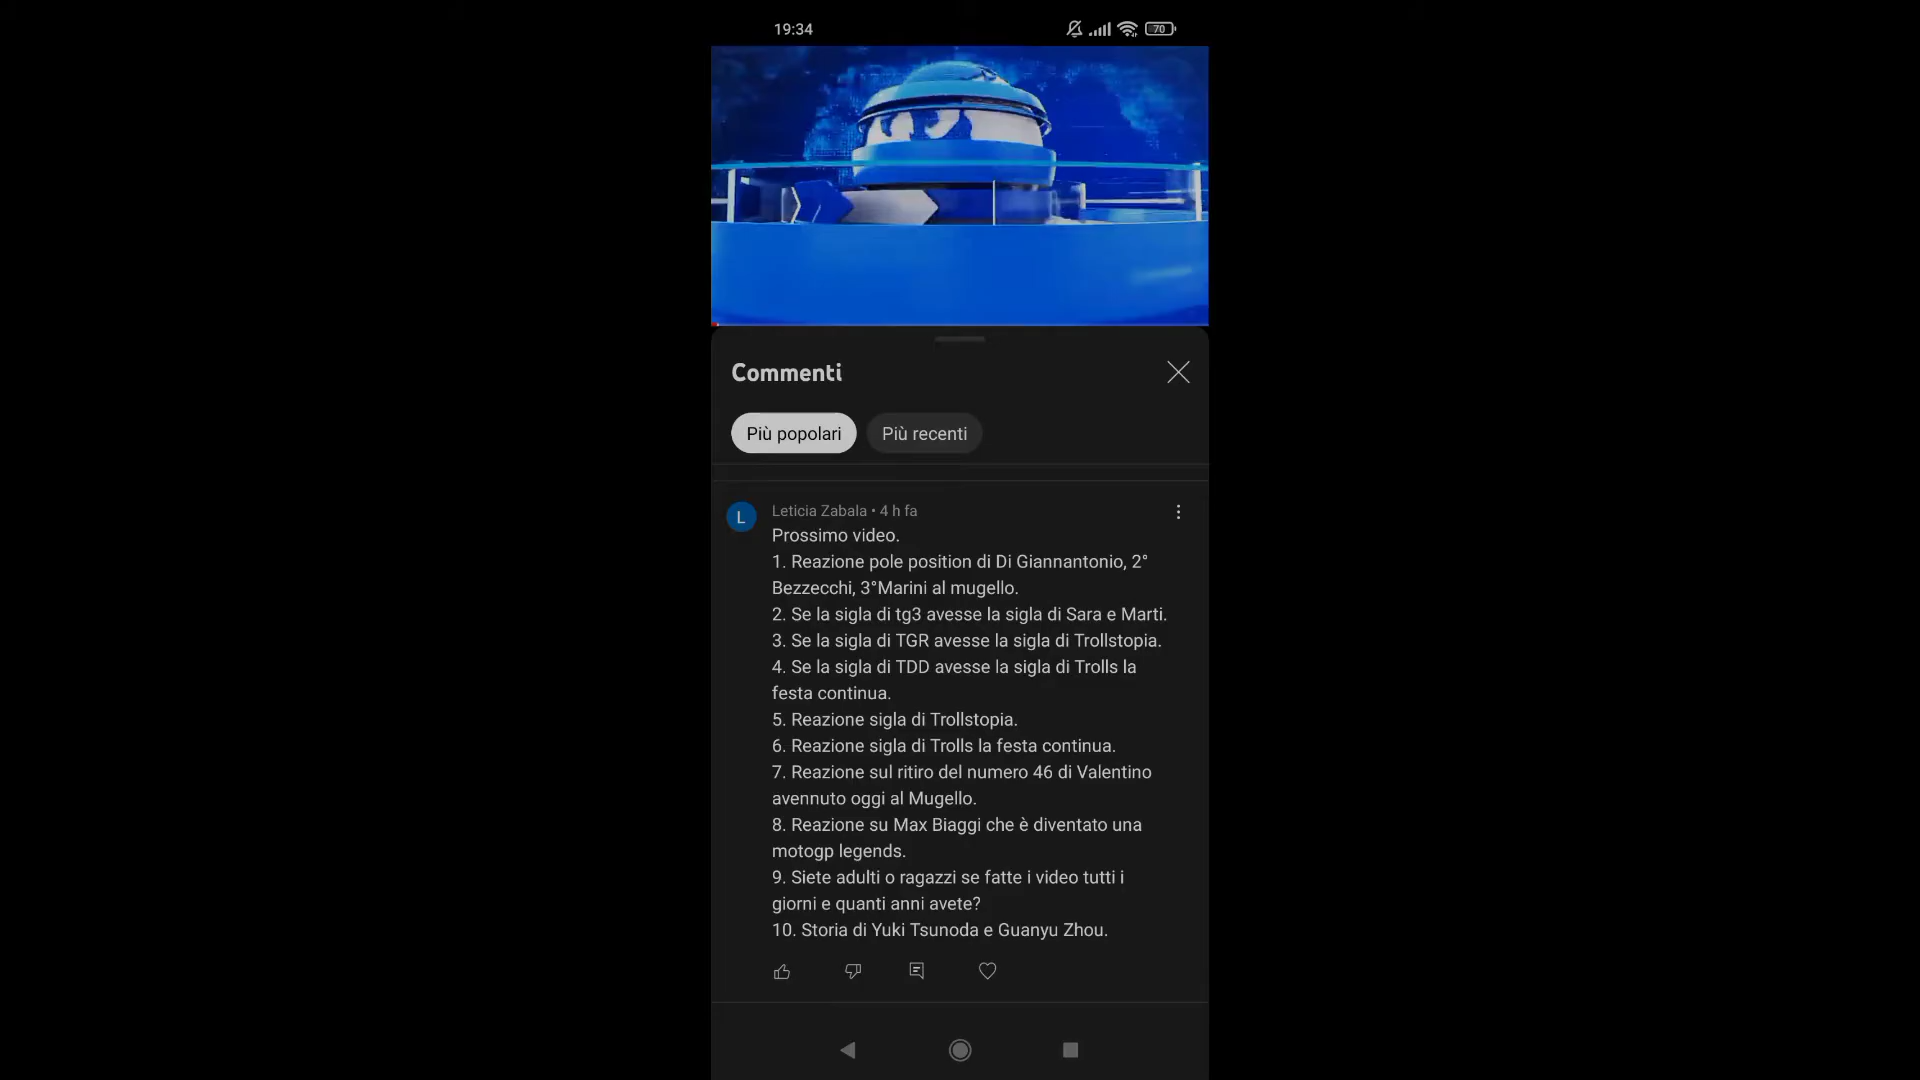 19:34
70
Commenti
Più popolari
Più recenti
L
Leticia Zabala • 4 h fa
Prossimo video.
1. Reazione pole position di Di Giannantonio, 2°
Bezzecchi, 3°Marini al mugello.
2. Se la sigla di tg3 avesse la sigla di Sara e Marti.
3. Se la sigla di TGR avesse la sigla di Trollstopia.
4. Se la sigla di TDD avesse la sigla di Trolls la
festa continua.
5. Reazione sigla di Trollstopia.
6. Reazione sigla di Trolls la festa continua.
7. Reazione sul ritiro del numero 46 di Valentino
avennuto oggi al Mugello.
8. Reazione su Max Biaggi che è diventato una
motogp legends.
9. Siete adulti o ragazzi se fatte i video tutti i
giorni e quanti anni avete?
10. Storia di Yuki Tsunoda e Guanyu Zhou.